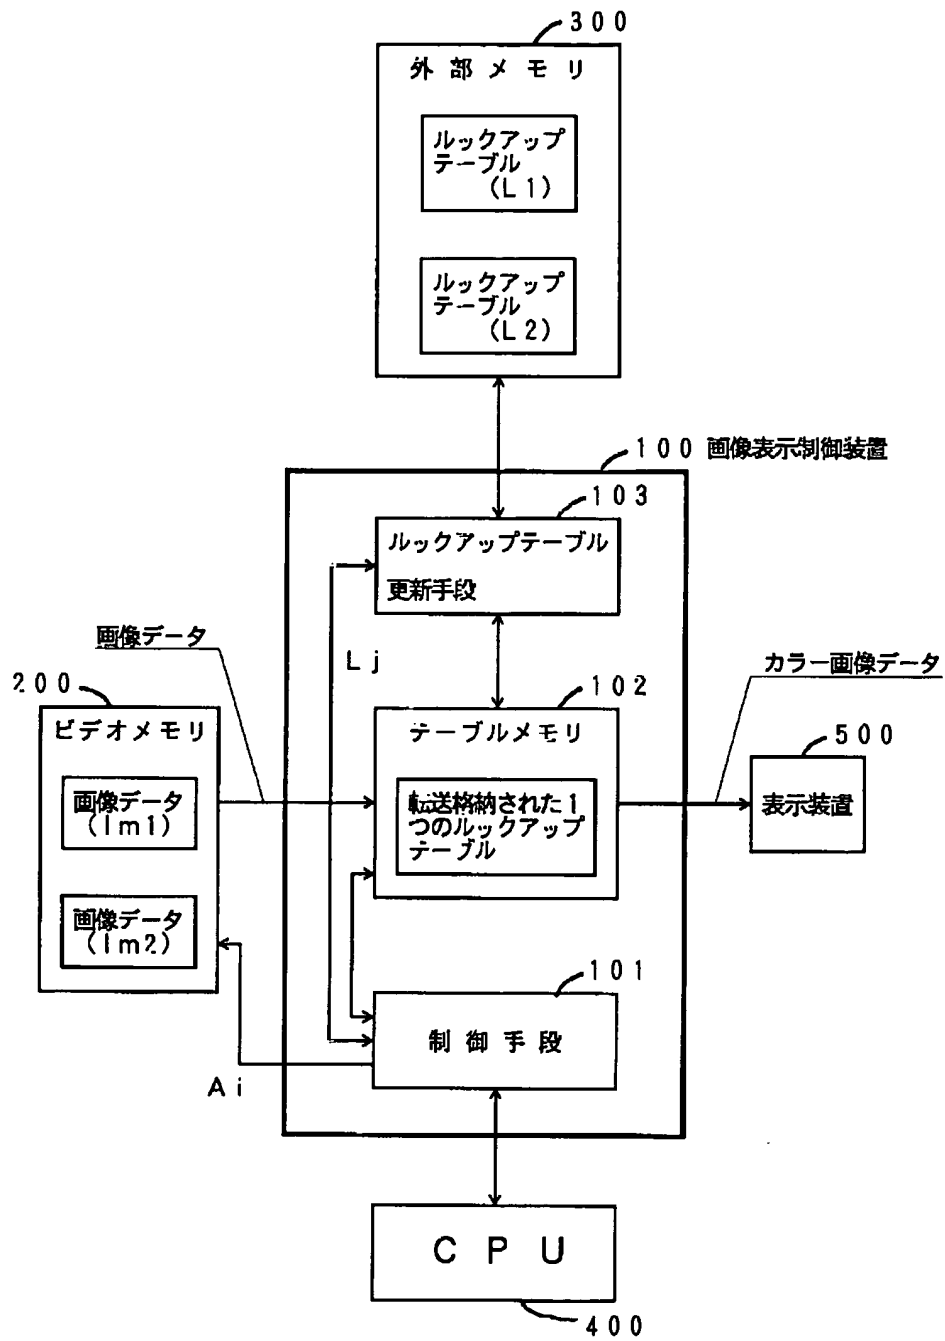 300
外部メモリ
ルックアップ
テーブル
(L1)
ルックアップ
テーブル
(L2)
100 画像表示制御装置
103
ルックアップテーブル
更新手段
画像データ
Lj
カラー画像データ
200
ビデオメモリ
画像データ
(Im1)
画像データ
(Im2)
102
テーブルメモリ
転送格納された1
つのルックアップ
テーブル
500
表示装置
101
制御手段
Ai
CPU
400